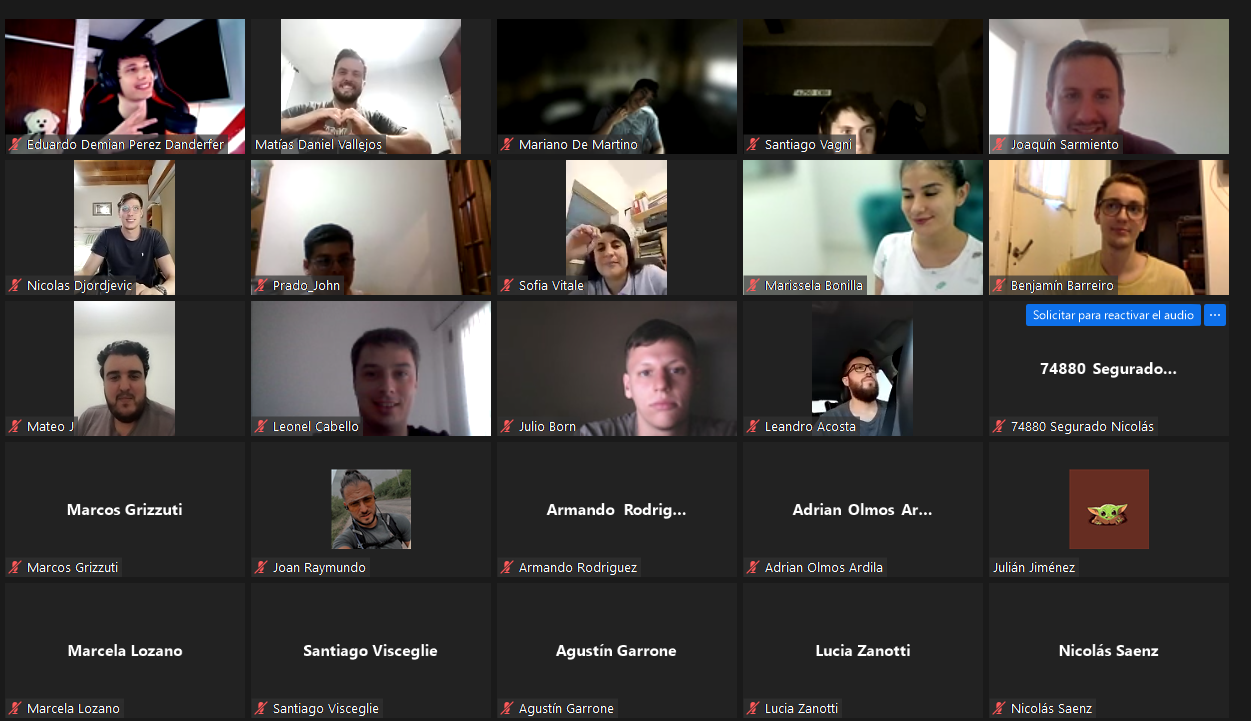 Eduardo Demian Perez Danderfer
Matías Daniel Vallejos
Mariano De Martino
Santiago Vagni
Joaquín Sarmiento
Nicolas Djordjevic
Prado_John
Sofia Vitale
Marissela Bonilla
Benjamín Barreiro
Mateo J
Leonel Cabello
Julio Born
Leandro Acosta
Solicitar para reactivar el audio
74880 Segurado...
74880 Segurado Nicolás
Marcos Grizzuti
Marcos Grizzuti
Joan Raymundo
Armando Rodrig...
Armando Rodriguez
Adrian Olmos Ar...
Adrian Olmos Ardila
Julián Jiménez
Marcela Lozano
Marcela Lozano
Santiago Visceglie
Santiago Visceglie
Agustín Garrone
Agustín Garrone
Lucia Zanotti
Lucia Zanotti
Nicolás Saenz
Nicolás Saenz